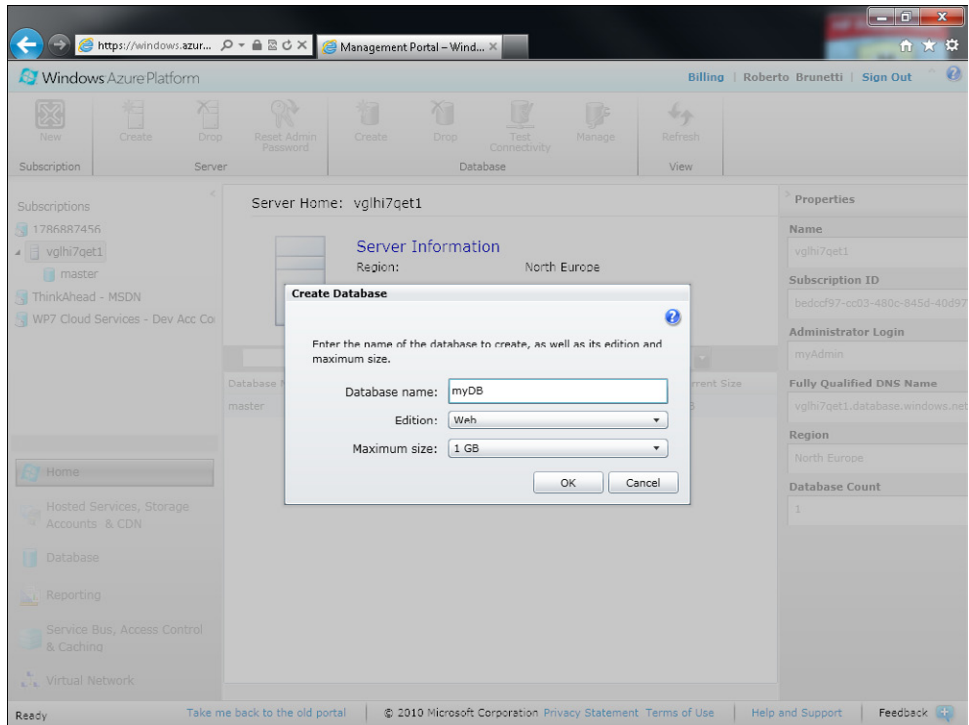 https://windows.azur...
Management Portal – Wind...
Windows Azure Platform
Billing | Roberto Brunetti | Sign Out
New
Create
Drop
Reset Admin
Password
Create
Drop
Test
Connectivity
Manage
Refresh
Subscription
Server
Database
View
Subscriptions
1786887456
vglhi7qet1
master
ThinkAhead - MSDN
WP7 Cloud Services - Dev Acc Co
Home
Hosted Services, Storage
Accounts & CDN
Database
Reporting
Service Bus, Access Control
& Caching
Virtual Network
Server Home: vglhi7qet1
Server Information
Region: North Europe
Database
rrent Size
master
Create Database
Enter the name of the database to create, as well as its edition and
maximum size.
Database name: myDB
Edition: Web
Maximum size: 1 GB
OK Cancel
Properties
Name
vglhi7qet1
Subscription ID
Administrator Login
myAdmin
Fully Qualified DNS Name
vglhi7qet1.database.windows.net
Region
North Europe
Database Count
1
Ready
Take me back to the old portal | © 2010 Microsoft Corporation Privacy Statement Terms of Use | Help and Support | Feedback